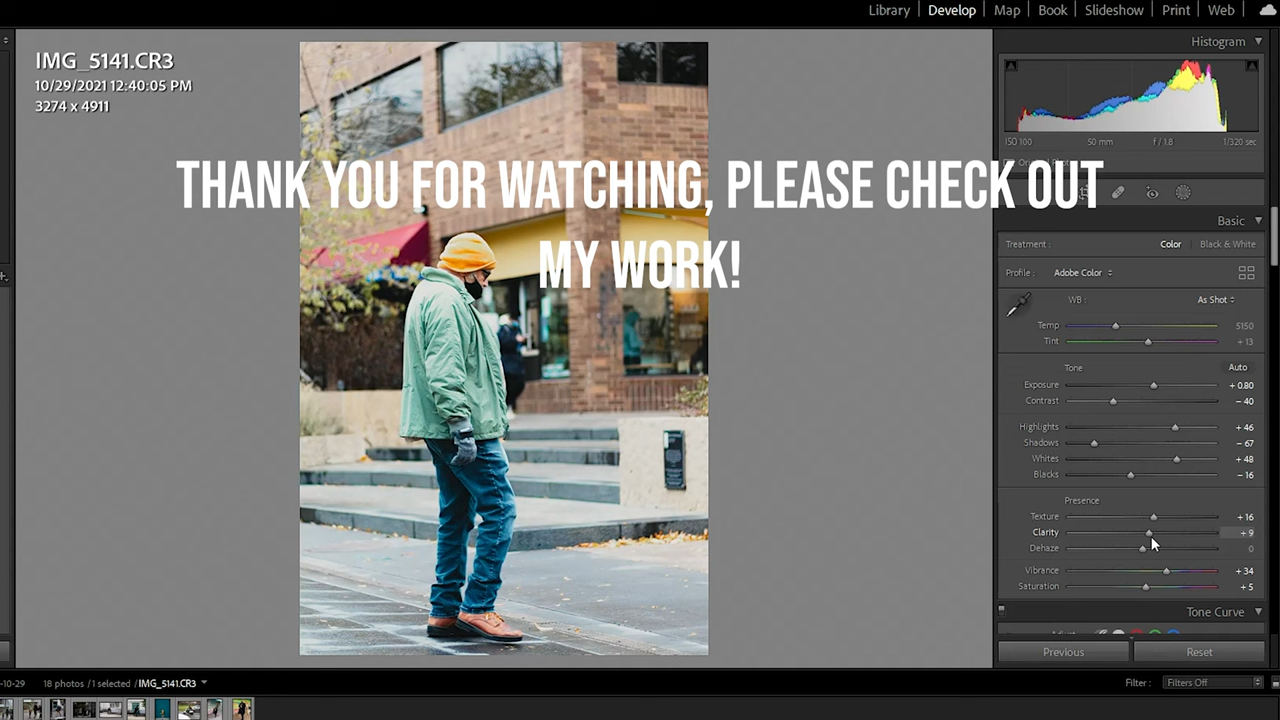 Library Develop Map Book Slideshow Print Web
IMG_5141.CR3
10/29/2021 12:40:05 PM
3274 x 4911
Histogram
ISO 100 50 mm f / 1.8 1/320 sec
THANK YOU FOR WATCHING, PLEASE CHECK OUT
MY WORK!
Basic
Treatment : Color Black & White
Profile : Adobe Color
WB : As Shot
Temp 5150
Tint + 13
Tone Auto
Exposure + 0.80
Contrast – 40
Highlights + 46
Shadows – 67
Whites + 48
Blacks – 16
Presence
Texture + 16
Clarity + 9
Dehaze 0
Vibrance + 34
Saturation + 5
Tone Curve
Previous Reset
-10-29 18 photos / 1 selected / IMG_5141.CR3 Filter : Filters Off